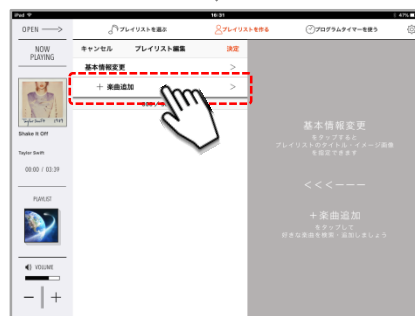 iPad
10:31
47%
OPEN
プレイリストを選ぶ
プレイリストを作る
プログラムタイマーを使う
NOW
PLAYING
キャンセル
プレイリスト編集
決定
基本情報変更
>
+ 楽曲追加
>
Taylor Swift 1989
Shake It Off
Taylor Swift
00:00 / 03:39
PLAYLIST
VOLUME
− | +
基本情報変更
をタップすると
プレイリストのタイトル・イメージ画像
を設定できます
<<<−−−
+ 楽曲追加
をタップして
好きな楽曲を検索・追加しましょう